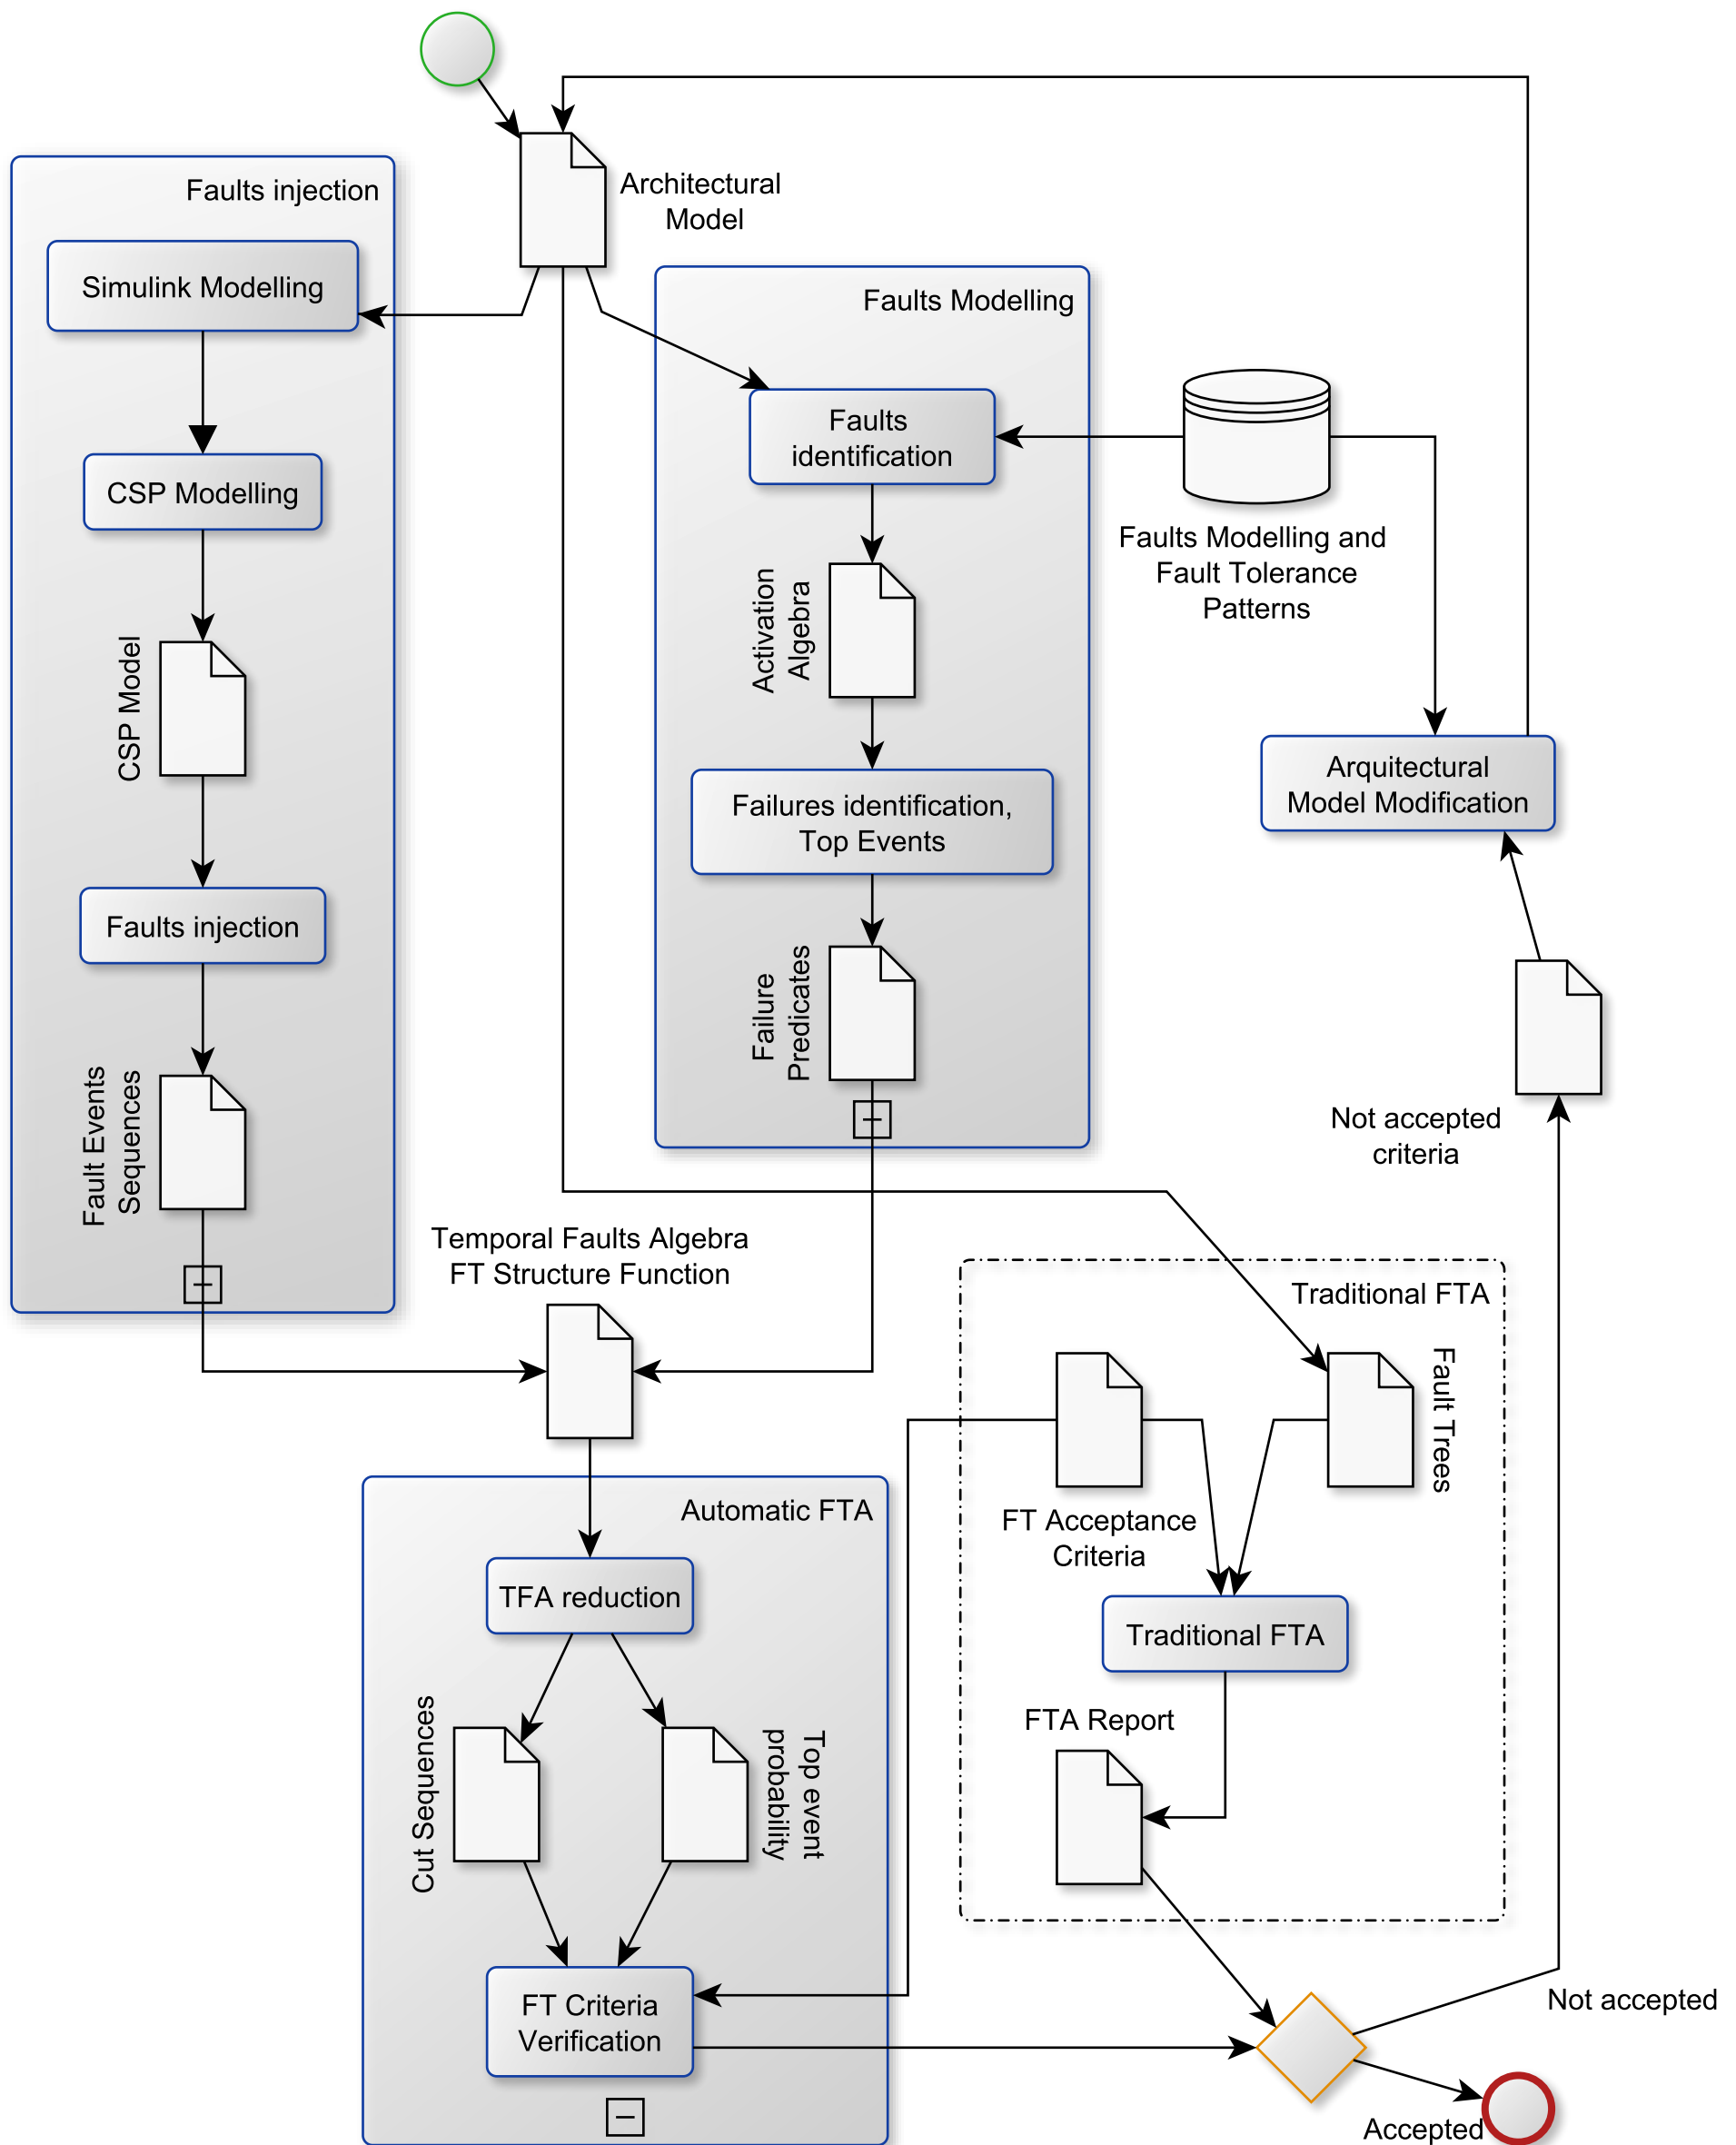 Architectural
Model
Faults injection
Simulink Modelling
CSP Modelling
CSP Model
Faults injection
Fault Events
Sequences
Faults Modelling
Faults
identification
Activation
Algebra
Failures identification,
Top Events
Failure
Predicates
Faults Modelling and
Fault Tolerance
Patterns
Arquitectural
Model Modification
Not accepted
criteria
Temporal Faults Algebra
FT Structure Function
Traditional FTA
Fault Trees
FT Acceptance
Criteria
Traditional FTA
FTA Report
Automatic FTA
TFA reduction
Cut Sequences
Top event
probability
FT Criteria
Verification
Not accepted
Accepted